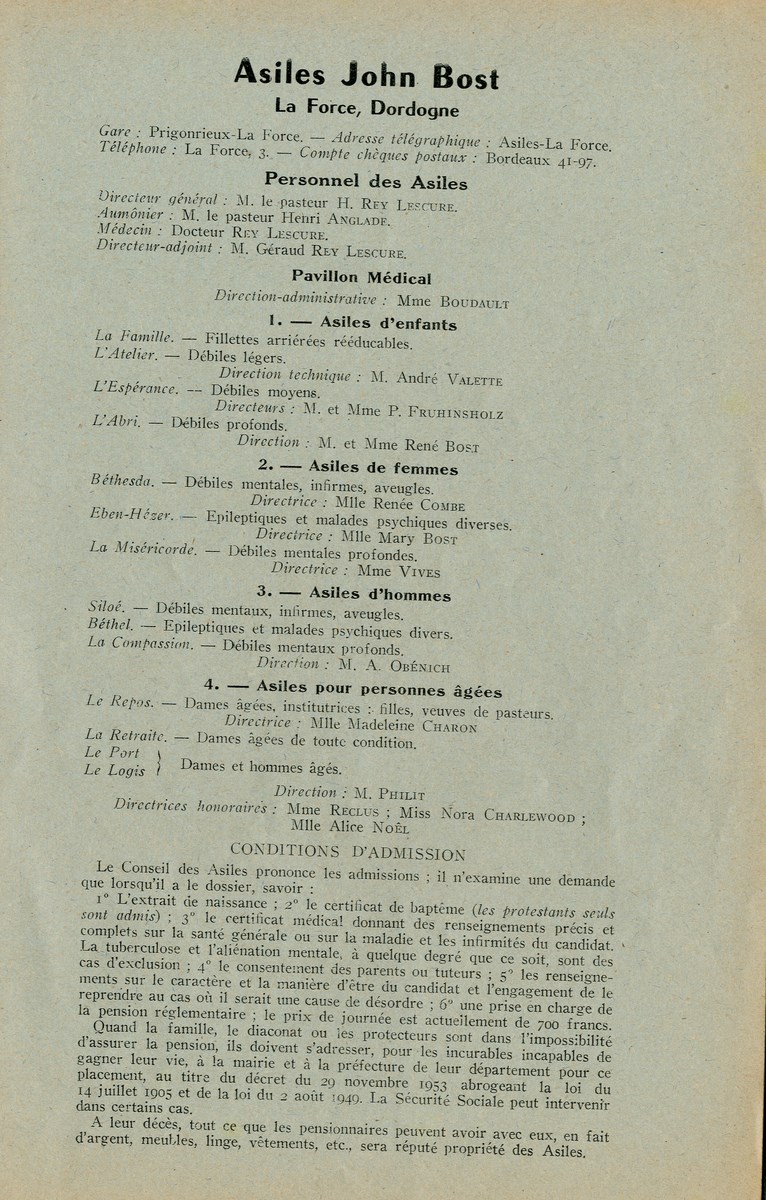 Asiles John Bost
La Force, Dordogne
Gare : Prigonrieux-La Force. — Adresse télégraphique : Asiles-La Force.
Téléphone : La Force, 3. — Compte chèques postaux : Bordeaux 41-97.
Personnel des Asiles
Directeur général : M. le pasteur H. REY LESCURE.
Aumônier : M. le pasteur Henri ANGLADE.
Médecin : Docteur REY LESCURE.
Directeur-adjoint : M. Géraud REY LESCURE.
Pavillon Médical
Direction-administrative : Mme BOUDAULT
1. — Asiles d'enfants
La Famille. — Fillettes arriérées rééducables.
L'Atelier. — Débiles légers.
Direction technique : M. André VALETTE
L'Espérance. — Débiles moyens.
Directeurs : M. et Mme P. FRUHINSHOLZ
L'Abri. — Débiles profonds.
Direction : M. et Mme René BOST
2. — Asiles de femmes
Béthesda. — Débiles mentales, infirmes, aveugles.
Directrice : Mlle Renée COMBE
Eben-Hézer. — Epileptiques et malades psychiques diverses.
Directrice : Mlle Mary BOST
La Miséricorde. — Débiles mentales profondes.
Directrice : Mme VIVES
3. — Asiles d'hommes
Siloé. — Débiles mentaux, infirmes, aveugles.
Béthel. — Epileptiques et malades psychiques divers.
La Compassion. — Débiles mentaux profonds.
Direction : M. A. OBÉNICH
4. — Asiles pour personnes âgées
Le Repos. — Dames âgées, institutrices : filles, veuves de pasteurs.
Directrice : Mlle Madeleine CHARON
La Retraite. — Dames âgées de toute condition.
Le Port
Le Logis } Dames et hommes âgés.
Direction : M. PHILIT
Directrices honoraires : Mme RECLUS ; Miss Nora CHARLEWOOD ;
Mlle Alice NOËL
CONDITIONS D'ADMISSION
Le Conseil des Asiles prononce les admissions ; il n'examine une demande
que lorsqu'il a le dossier, savoir :
1° L'extrait de naissance ; 2° le certificat de baptême (les protestants seuls
sont admis) ; 3° le certificat médical donnant des renseignements précis et
complets sur la santé générale ou sur la maladie et les infirmités du candidat.
La tuberculose et l'aliénation mentale, à quelque degré que ce soit, sont des
cas d'exclusion ; 4° le consentement des parents ou tuteurs ; 5° les renseigne-
ments sur le caractère et la manière d'être du candidat et l'engagement de le
reprendre au cas où il serait une cause de désordre ; 6° une prise en charge de
la pension réglementaire ; le prix de journée est actuellement de 700 francs.
Quand la famille, le diaconat ou les protecteurs sont dans l'impossibilité
d'assurer la pension, ils doivent s'adresser, pour les incurables incapables de
gagner leur vie, à la mairie et à la préfecture de leur département pour ce
placement, au titre du décret du 29 novembre 1953 abrogeant la loi du
14 juillet 1905 et de la loi du 2 août 1949. La Sécurité Sociale peut intervenir
dans certains cas.
A leur décès, tout ce que les pensionnaires peuvent avoir avec eux, en fait
d'argent, meubles, linge, vêtements, etc., sera réputé propriété des Asiles.